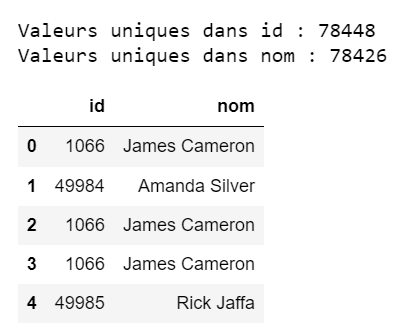 Valeurs uniques dans id : 78448
Valeurs uniques dans nom : 78426
id nom
0 1066 James Cameron
1 49984 Amanda Silver
2 1066 James Cameron
3 1066 James Cameron
4 49985 Rick Jaffa